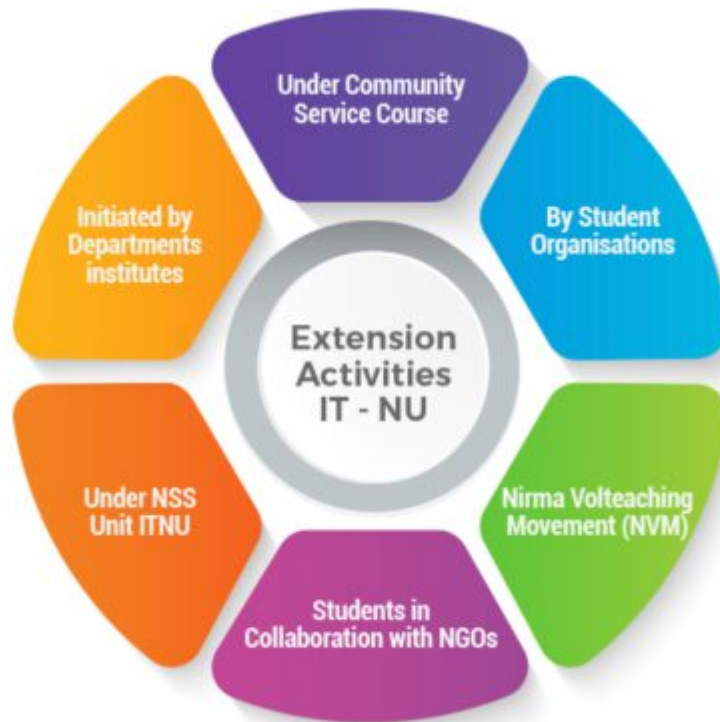 Under Community
Service Course
By Student
Organisations
Nirma Volteaching
Movement (NVM)
Students in
Collaboration with NGOs
Under NSS
Unit ITNU
Initiated by
Departments
institutes
Extension
Activities
IT - NU